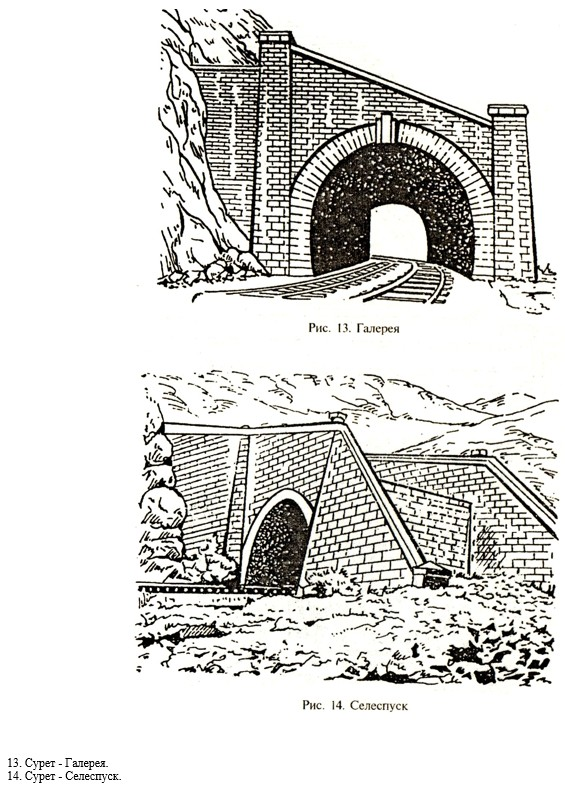 Рис. 13. Галерея
Рис. 14. Селеспуск
13. Сурет - Галерея.
14. Сурет - Селеспуск.